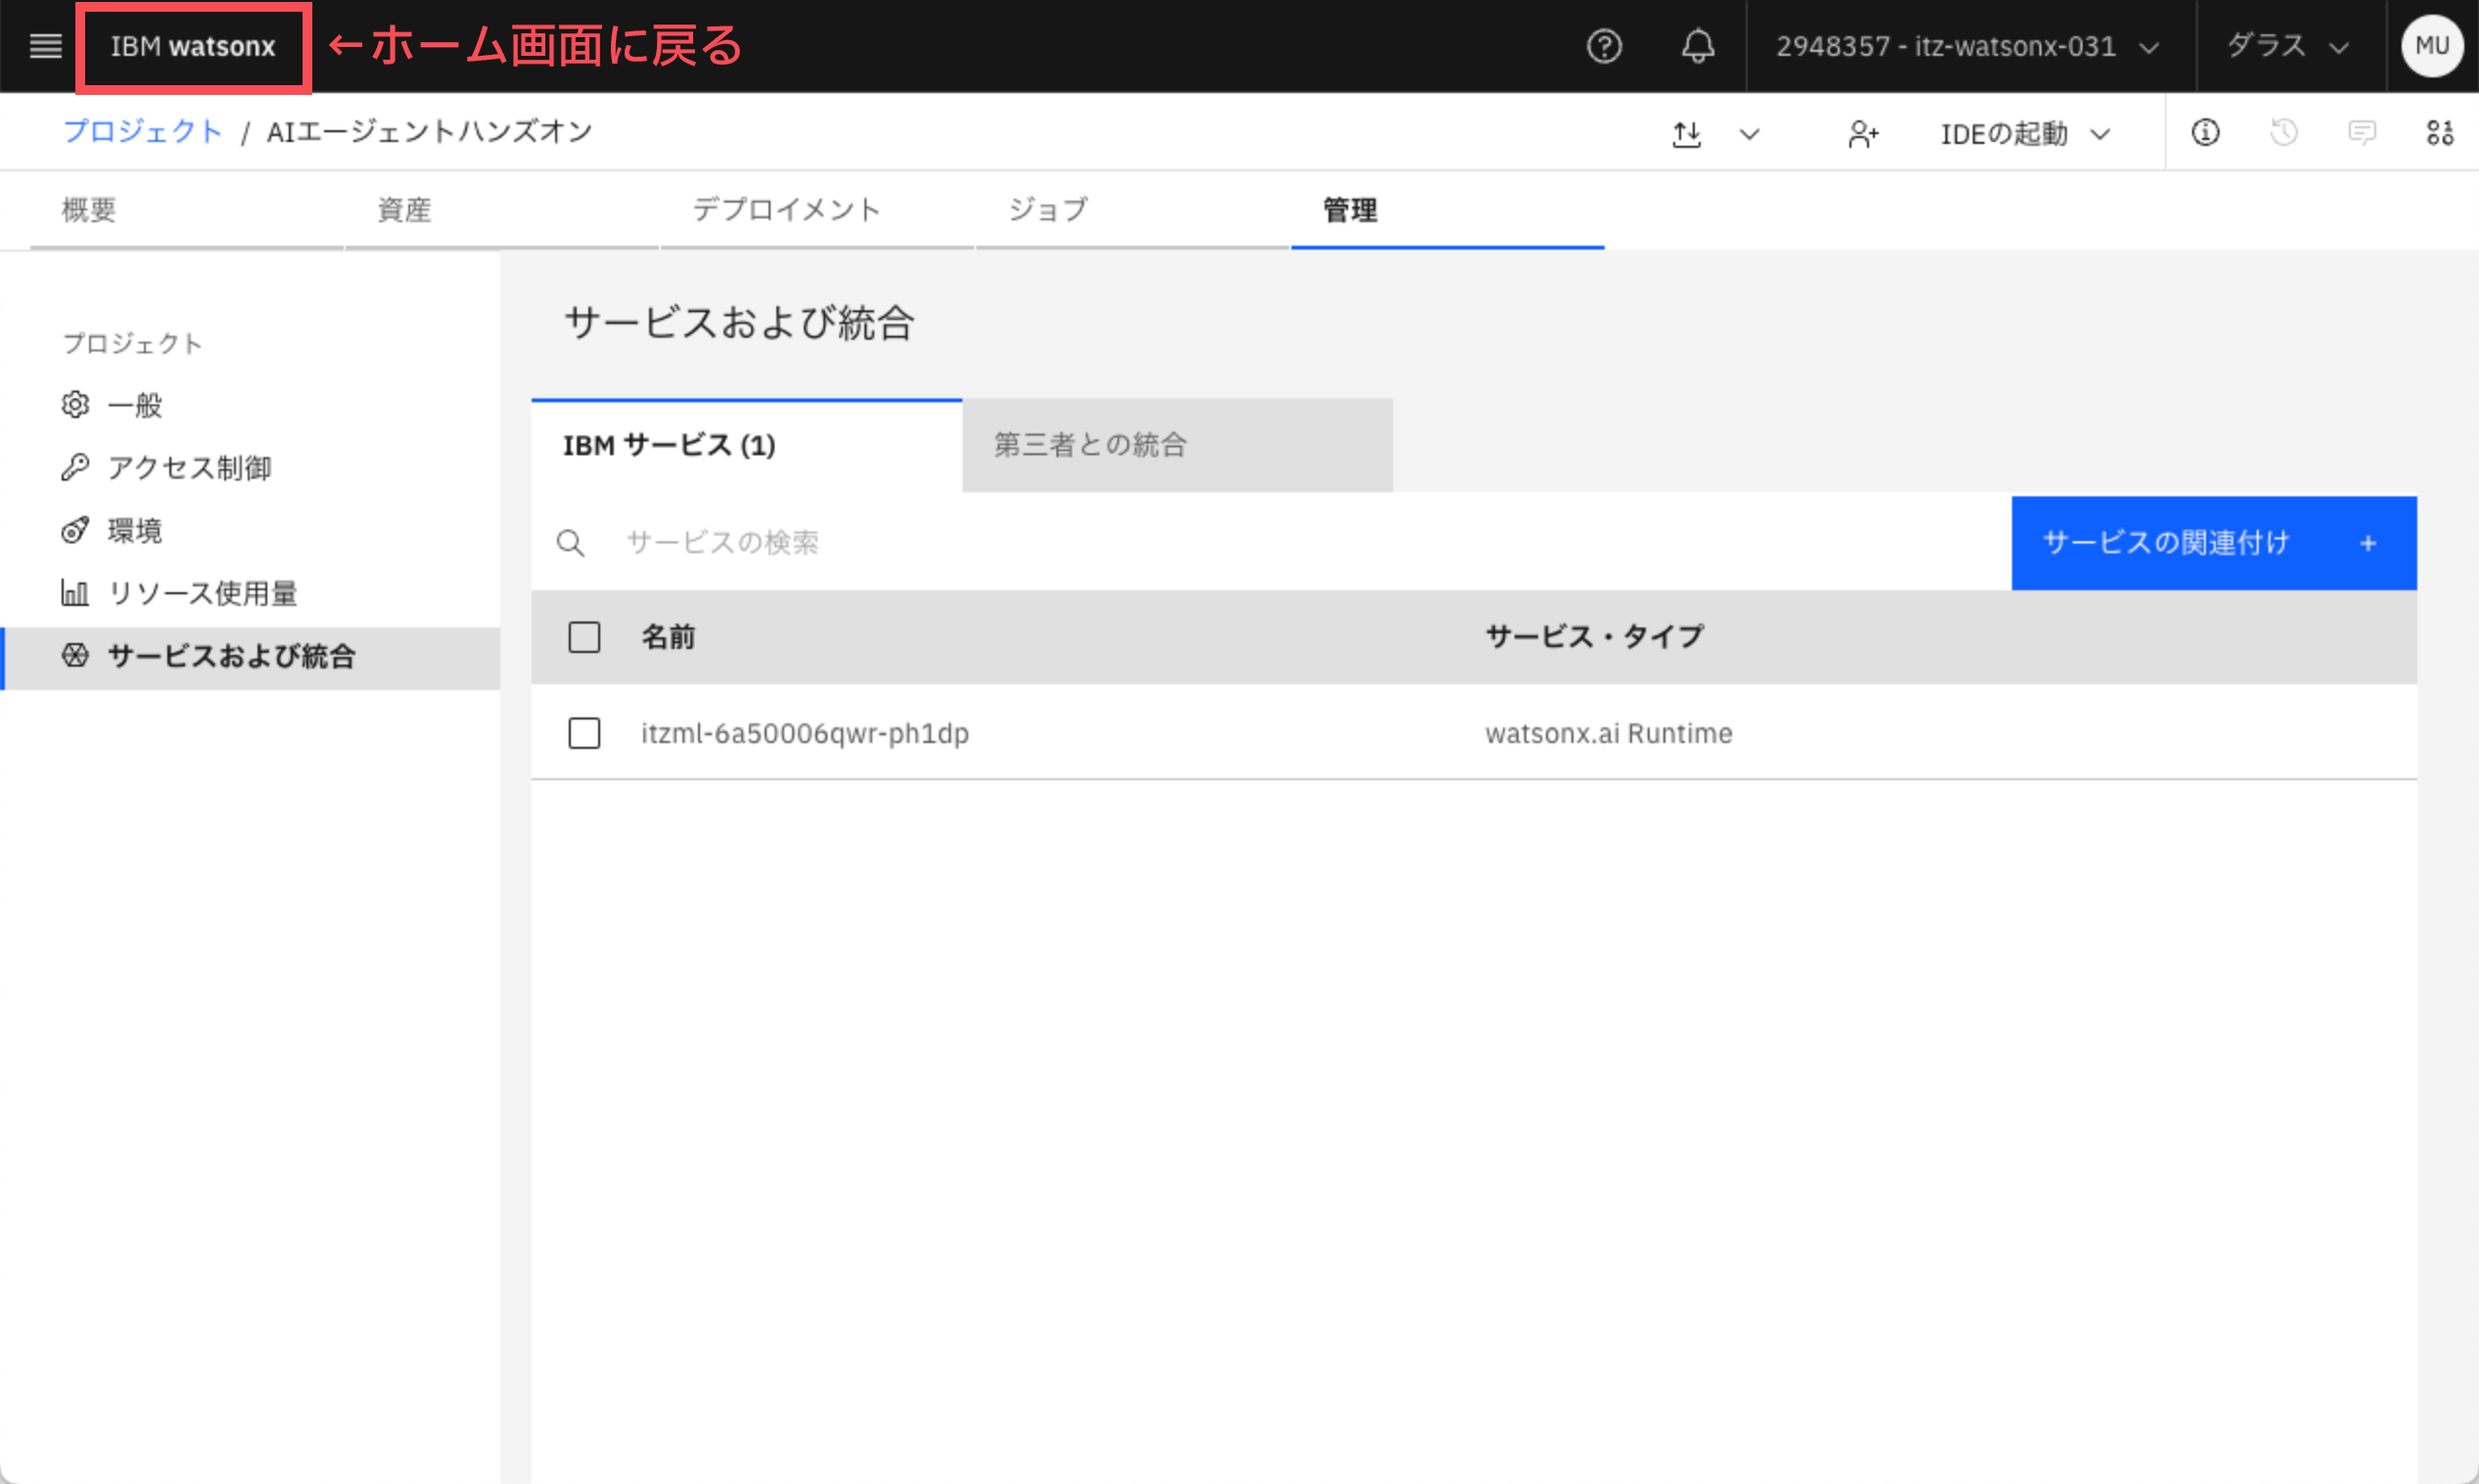 IBM watsonx ←ホーム画面に戻る 2948357 - itz-watsonx-031 ダラス MU
プロジェクト / AIエージェントハンズオン IDEの起動
概要 資産 デプロイメント ジョブ 管理
サービスおよび統合
プロジェクト
一般
アクセス制御
環境
リソース使用量
サービスおよび統合
IBM サービス (1) 第三者との統合
サービスの検索 サービスの関連付け +
名前 サービス・タイプ
itzml-6a50006qwr-ph1dp watsonx.ai Runtime